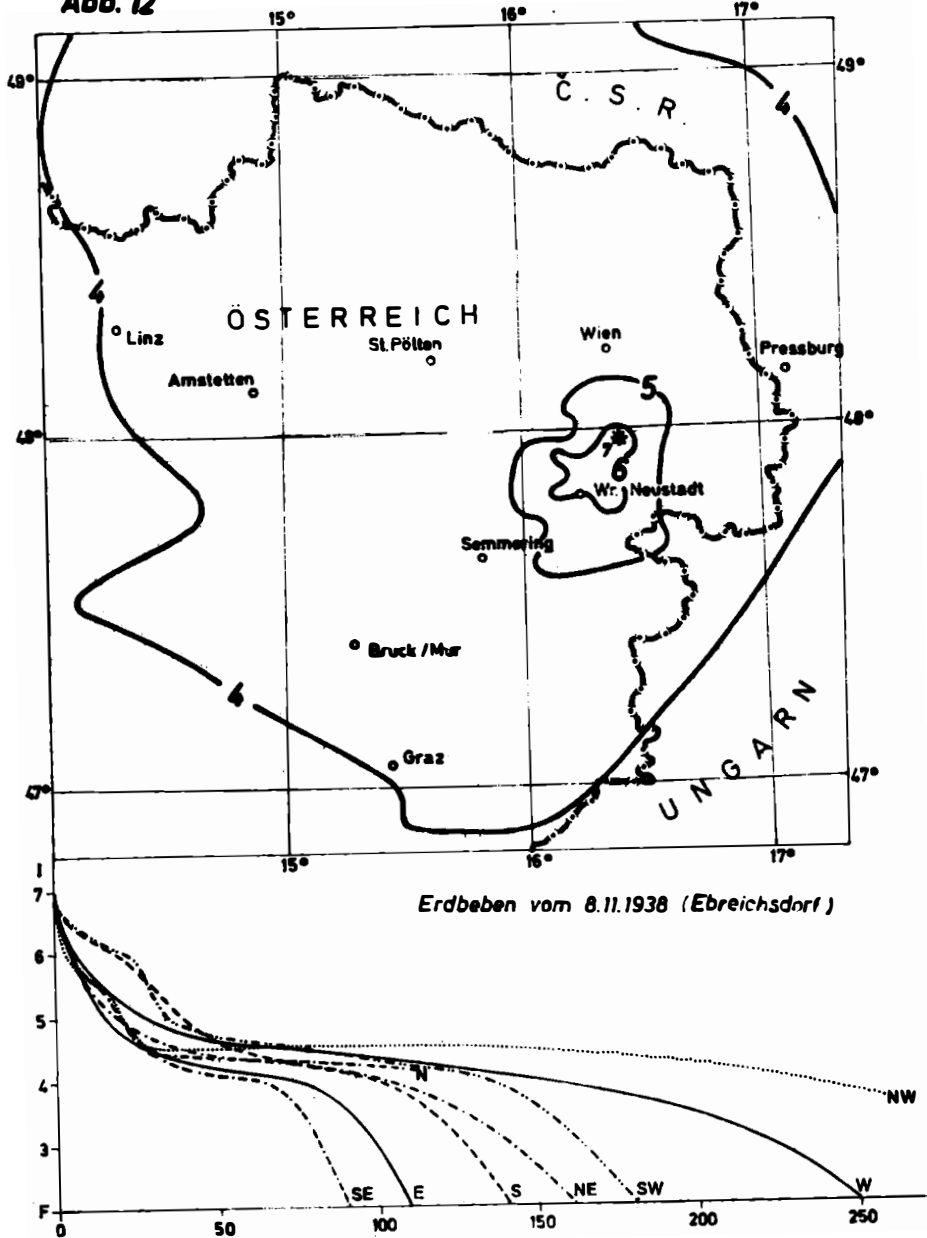 Abb. 12
15° 16° 17°
49° 49°
Č. S. R.
4
4
ÖSTERREICH
Linz
St. Pölten
Wien
Pressburg
Amstetten
5
48° 48°
7
6
Wr. Neustadt
Semmering
Bruck/Mur
4
Graz
UNGARN
47° 47°
15° 16° 17°
I
Erdbeben vom 8.11.1938 (Ebreichsdorf)
7
6
5
4
3
F
N
NW
SE E S NE SW W
0 50 100 150 200 250